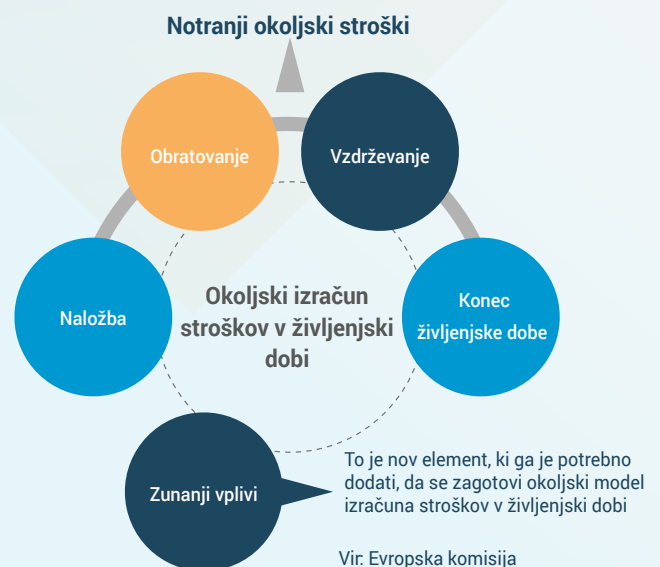 Notranji okoljski stroški
Obratovanje
Vzdrževanje
Naložba
Okoljski izračun
stroškov v življenjski
dobi
Konec
življenjske dobe
Zunanji vplivi
To je nov element, ki ga je potrebno
dodati, da se zagotovi okoljski model
izračuna stroškov v življenjski dobi
Vir: Evropska komisija